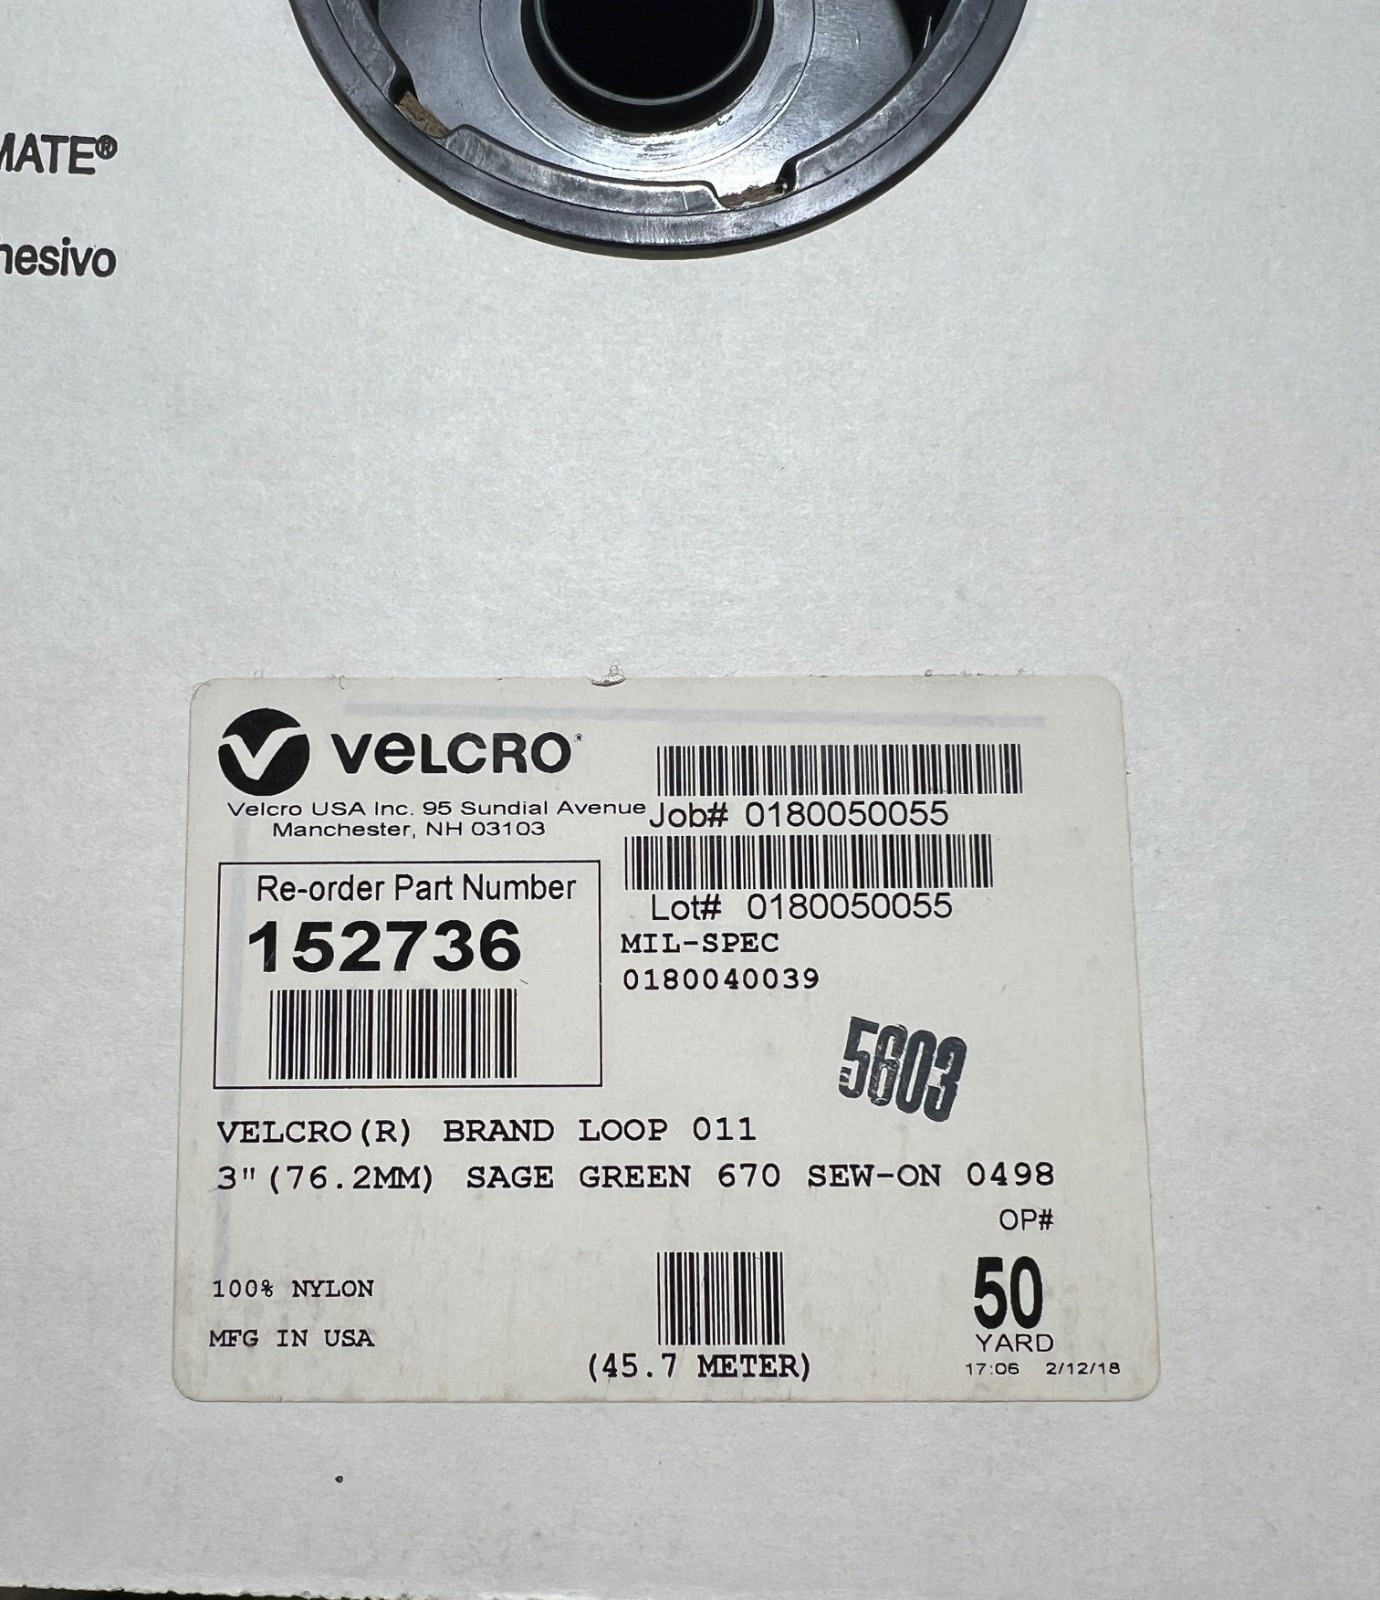 MATE®
hesivo
VELCRO
Velcro USA Inc. 95 Sundial Avenue
Manchester, NH 03103
Job# 0180050055
Lot# 0180050055
MIL-SPEC
0180040039
Re-order Part Number
152736
5603
VELCRO(R) BRAND LOOP 011
3"(76.2MM) SAGE GREEN 670 SEW-ON 0498
OP#
100% NYLON
MFG IN USA
50
YARD
(45.7 METER)
17:06 2/12/18